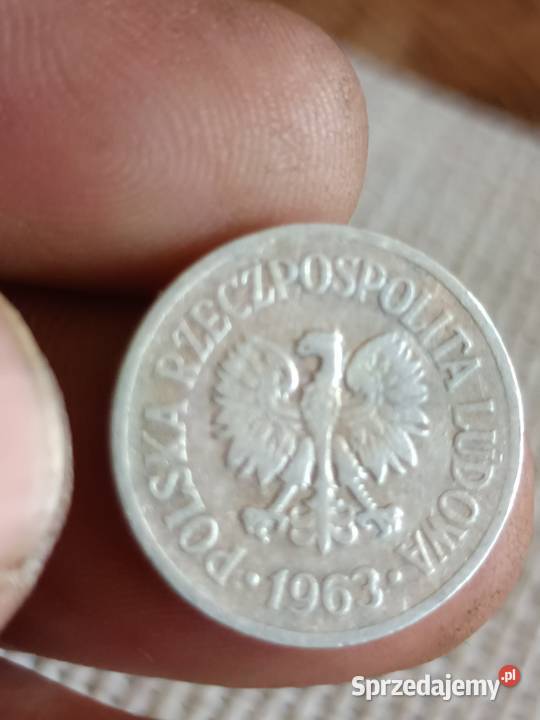 POLSKA RZECZPOSPOLITA LUDOWA
· 1963 ·
Sprzedajemy.pl